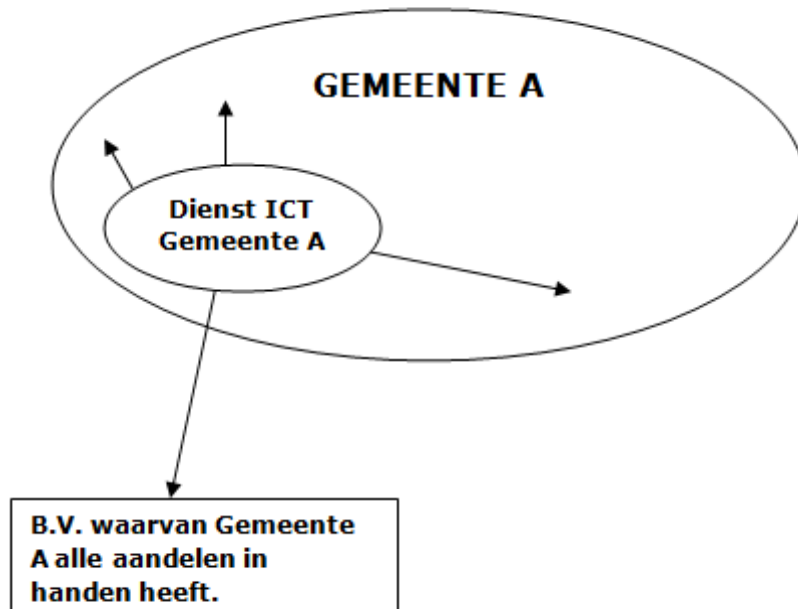 GEMEENTE A
Dienst ICT
Gemeente A
B.V. waarvan Gemeente
A alle aandelen in
handen heeft.